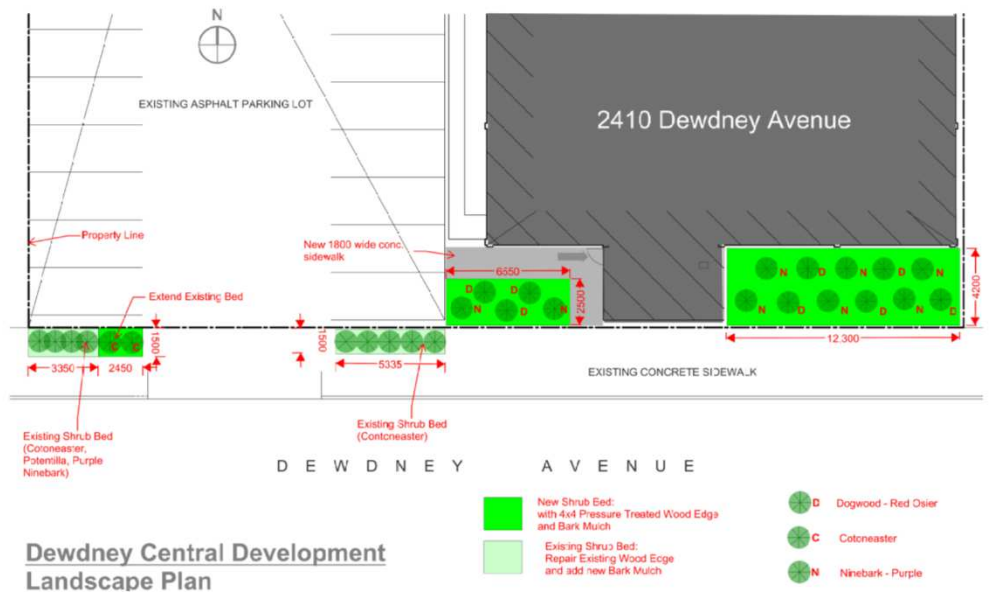 N
EXISTING ASPHALT PARKING LOT
2410 Dewdney Avenue
Property Line
New 1800 wide conc.
sidewalk
6550
Extend Existing Bed
N D N D N
D D
N D N
2500
N D N N D
4200
C C
1500
1500
3350
2450
5335
12.300
EXISTING CONCRETE SIDEWALK
Existing Shrub Bed
(Cotoneaster,
Potentilla, Purple
Ninebark)
Existing Shrub Bed
(Contoneaster)
DEWDNEY AVENUE
New Shrub Bed:
with 4x4 Pressure Treated Wood Edge
and Bark Mulch
Existing Shrub Bed:
Repair Existing Wood Edge
and add new Bark Mulch
D Dogwood - Red Osier
C Cotoneaster
N Ninebark - Purple
Dewdney Central Development
Landscape Plan